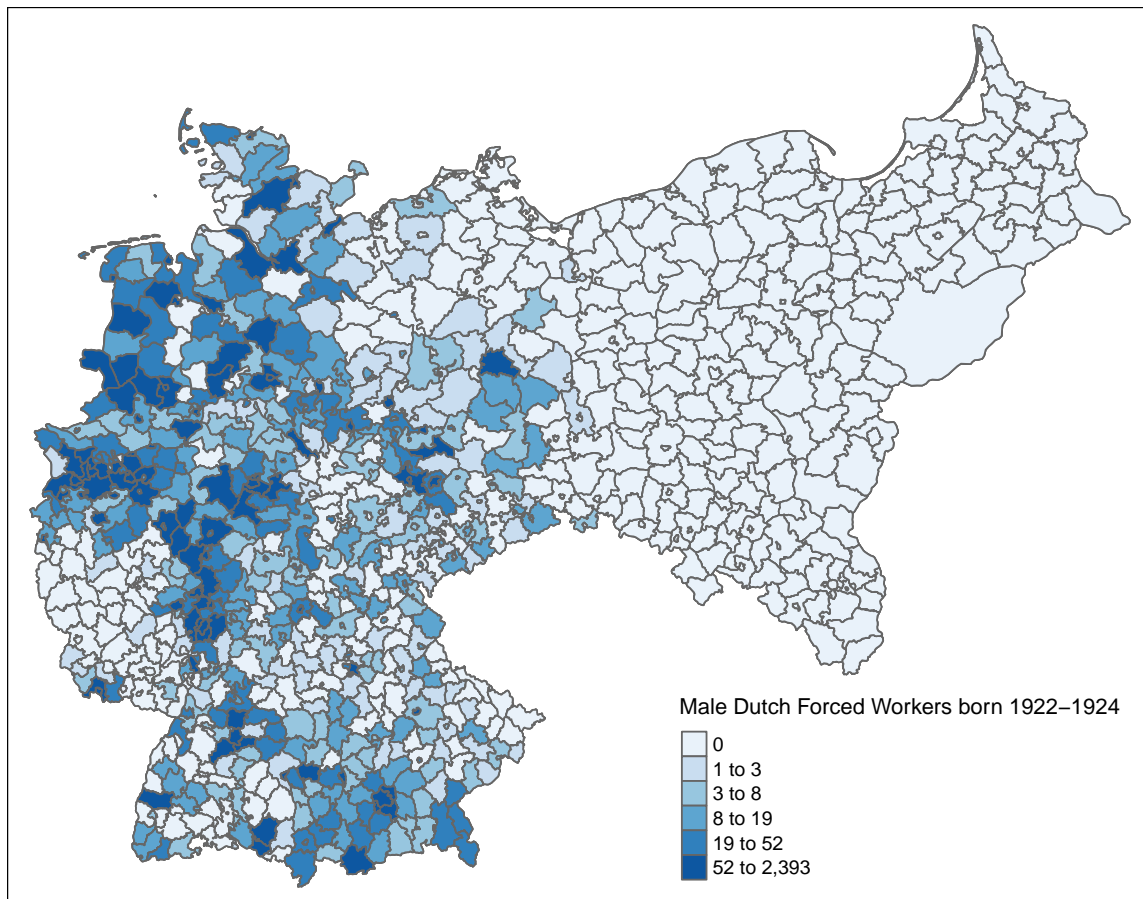 Male Dutch Forced Workers born 1922−1924
0
1 to 3
3 to 8
8 to 19
19 to 52
52 to 2,393